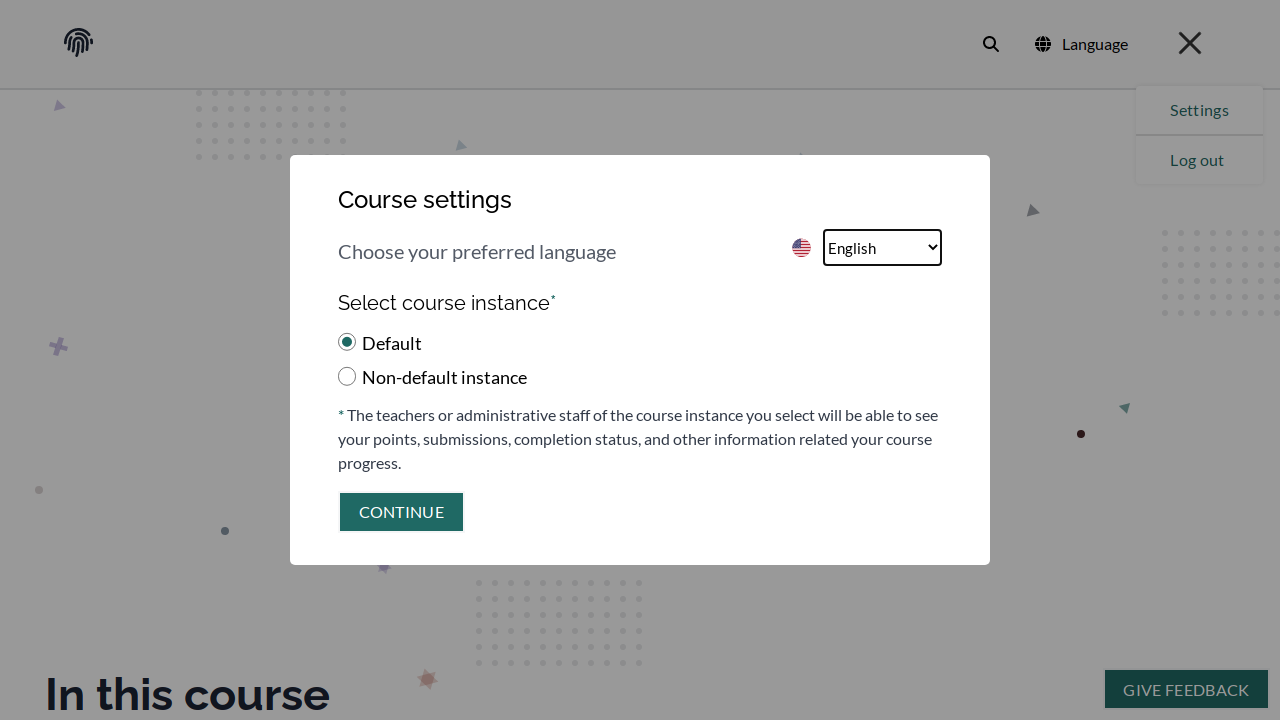 Language
Settings
Log out
Course settings
Choose your preferred language
English
Select course instance*
Default
Non-default instance
* The teachers or administrative staff of the course instance you select will be able to see
your points, submissions, completion status, and other information related your course
progress.
CONTINUE
In this course
GIVE FEEDBACK